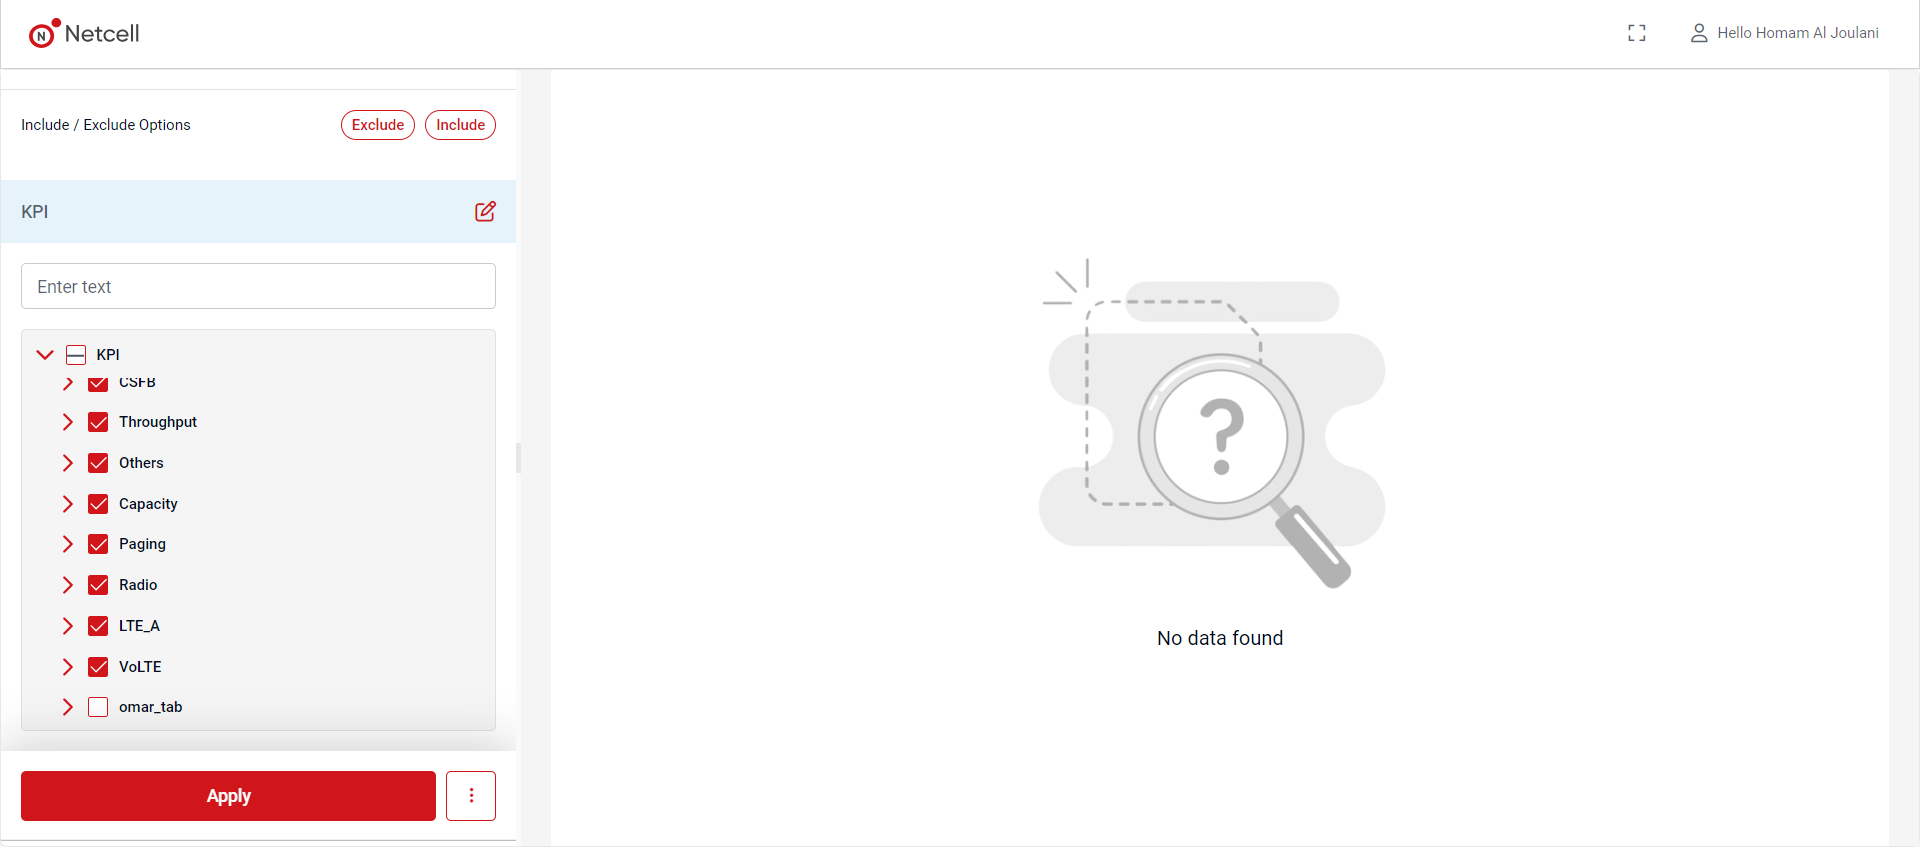 N Netcell
Hello Homam Al Joulani
Include / Exclude Options
Exclude
Include
KPI
Enter text
KPI
CSFB
Throughput
Others
Capacity
Paging
Radio
LTE_A
VoLTE
omar_tab
Apply
?
No data found